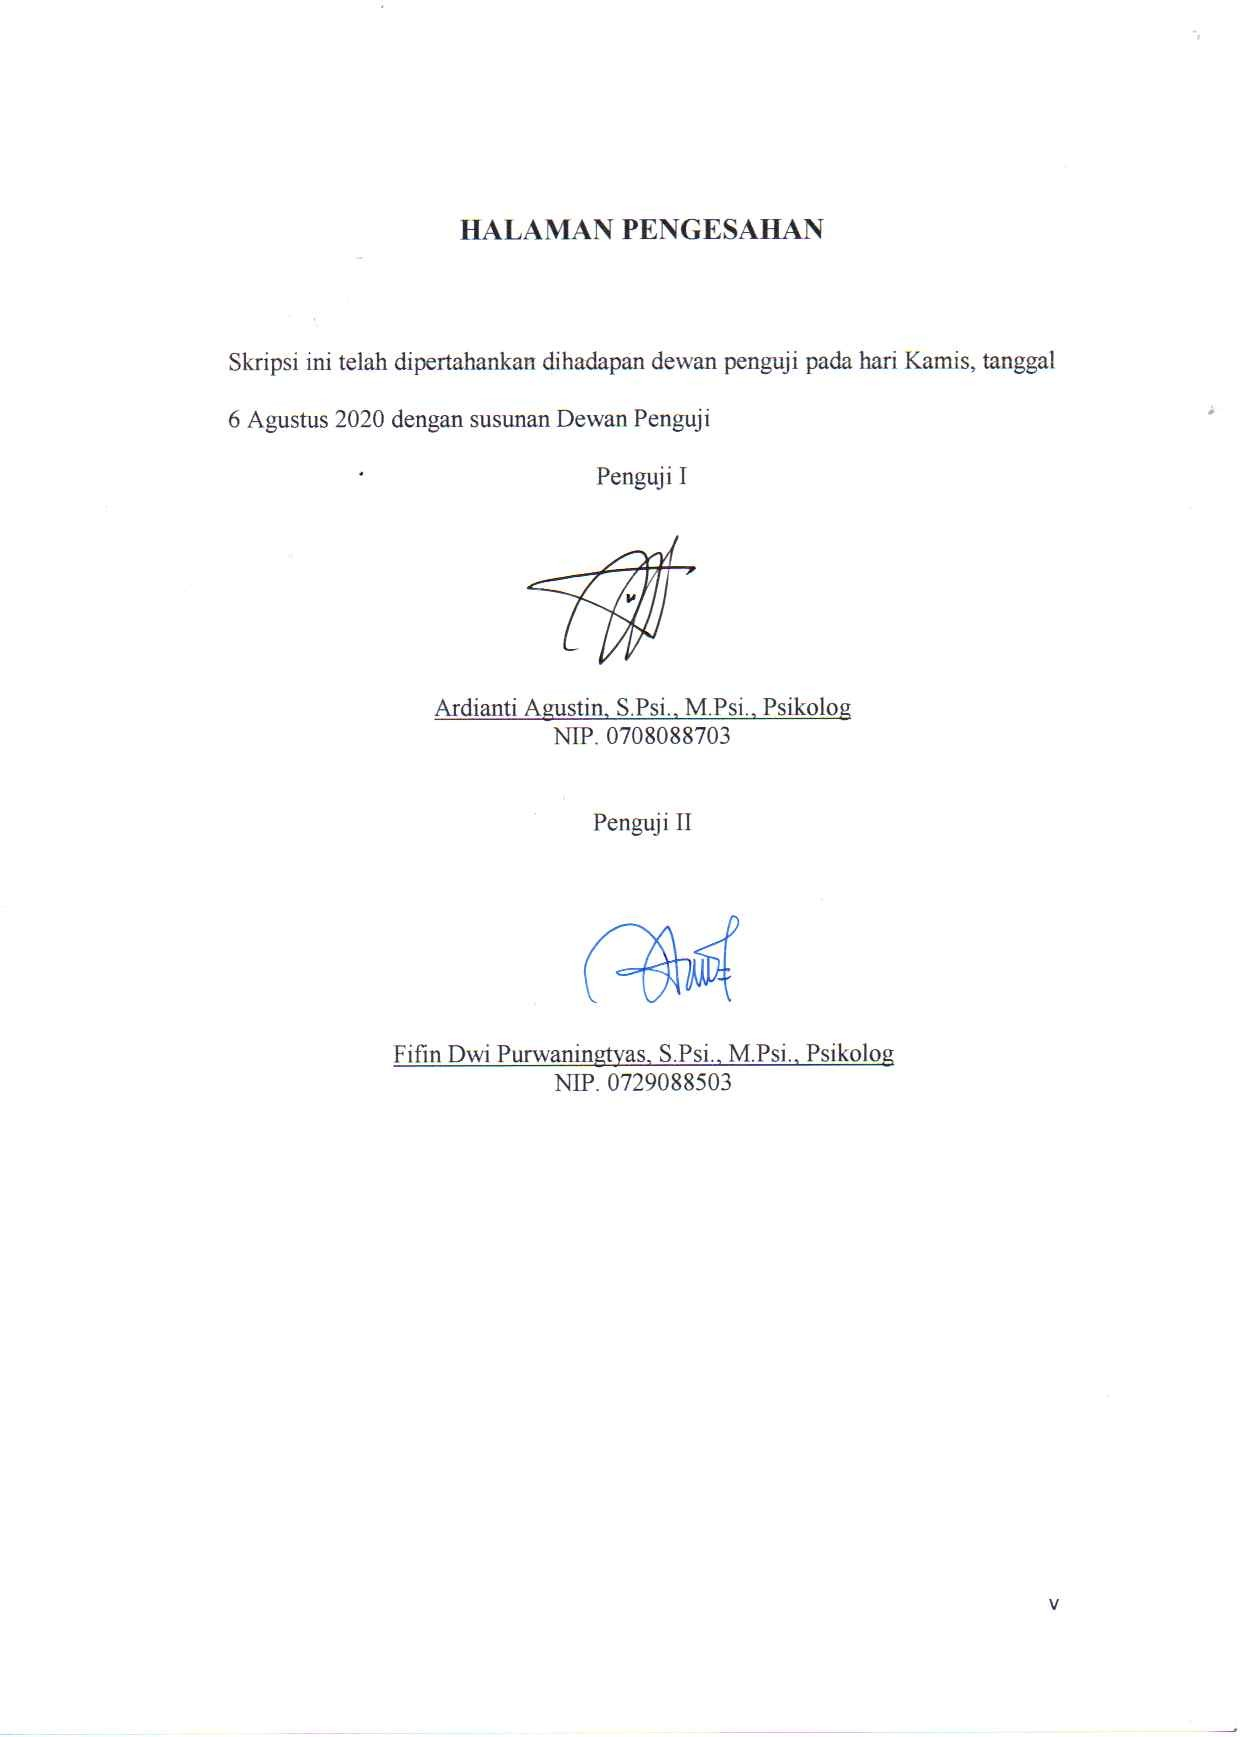 HALAMAN PENGESAHAN
Skripsi ini telah dipertahankan dihadapan dewan penguji pada hari Kamis, tanggal
6 Agustus 2020 dengan susunan Dewan Penguji
Penguji I
Ardianti Agustin, S.Psi., M.Psi., Psikolog
NIP. 0708088703
Penguji II
Fifin Dwi Purwaningtyas, S.Psi., M.Psi., Psikolog
NIP. 0729088503
v